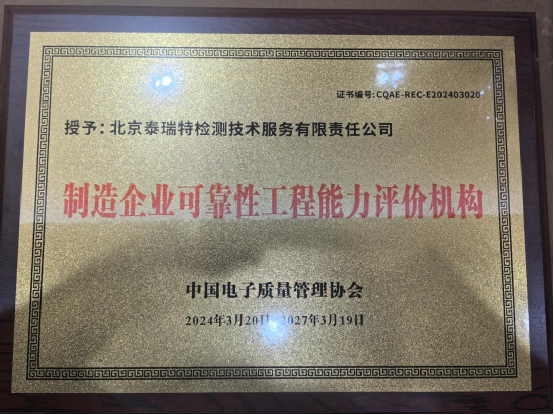 证书编号:CQAE-REC-E202403020
授予：北京泰瑞特检测技术服务有限责任公司
制造企业可靠性工程能力评价机构
中国电子质量管理协会
2024年3月20日 2027年3月19日